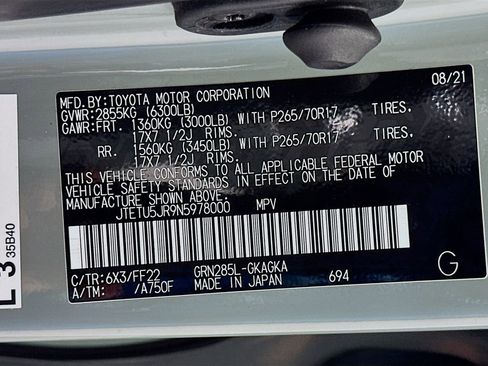 MFD.BY:TOYOTA MOTOR CORPORATION 08/21
GVWR: 2855KG (6300LB)
GAWR:FRT. 1360KG (3000LB) WITH P265/70R17 TIRES.
17X7 1/2J RIMS.
RR. 1560KG (3450LB) WITH P265/70R17 TIRES.
17X7 1/2J RIMS.
THIS VEHICLE CONFORMS TO ALL APPLICABLE FEDERAL MOTOR
VEHICLE SAFETY STANDARDS IN EFFECT ON THE DATE OF
MANUFACTURE SHOWN ABOVE.
JTETU5JR9N5978000 MPV
C/TR:6X3/FF22 GRN285L-GKAGKA
A/TM: /A750F MADE IN JAPAN 694 G
L 3
35B40